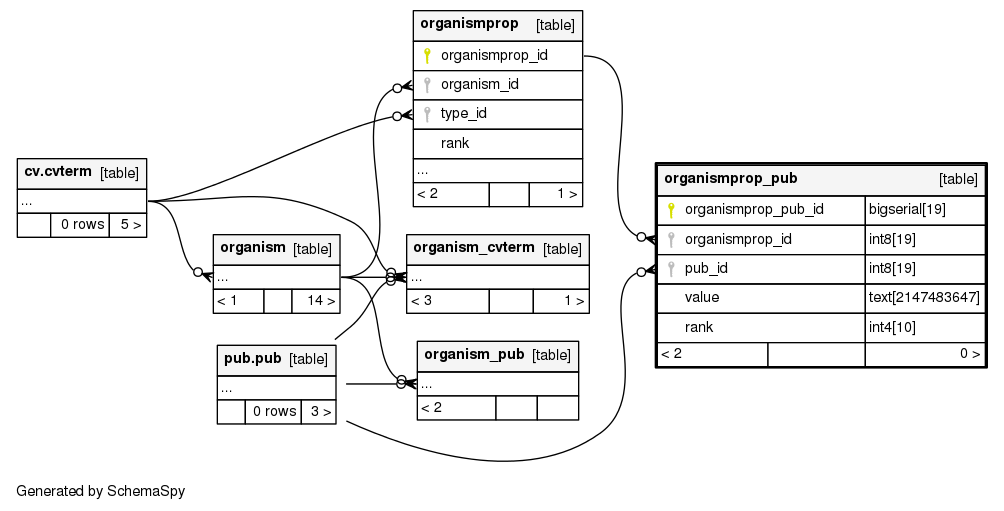 organismprop [table]
organismprop_id
organism_id
type_id
rank
...
< 2 1 >
cv.cvterm [table]
...
0 rows 5 >
organism [table]
...
< 1 14 >
organism_cvterm [table]
...
< 3 1 >
pub.pub [table]
...
0 rows 3 >
organism_pub [table]
...
< 2
organismprop_pub [table]
organismprop_pub_id bigserial[19]
organismprop_id int8[19]
pub_id int8[19]
value text[2147483647]
rank int4[10]
< 2 0 >
Generated by SchemaSpy